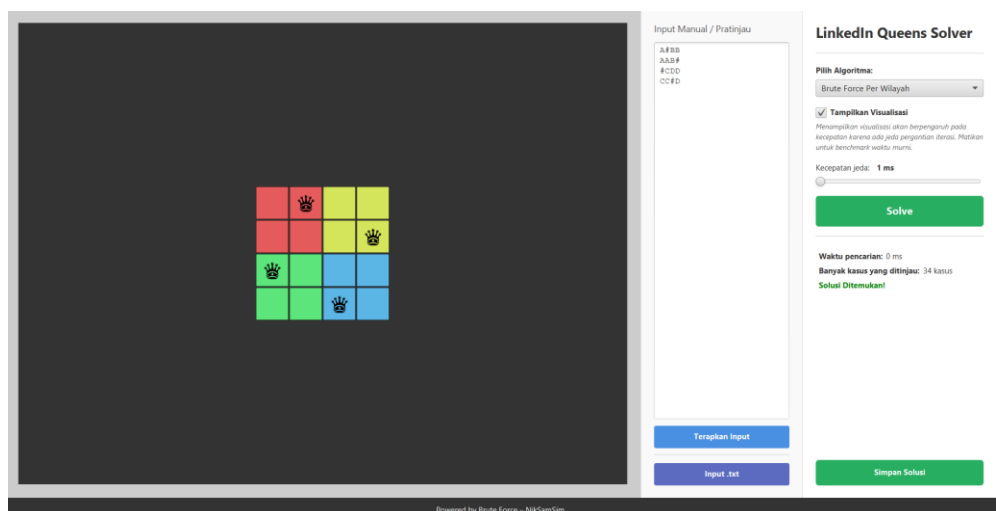 Input Manual / Pratinjau
A#BB
AAB#
#CDD
CC#D
Terapkan Input
Input .txt
LinkedIn Queens Solver
Pilih Algoritma:
Brute Force Per Wilayah
Tampilkan Visualisasi
Menampilkan visualisasi akan berpengaruh pada
kecepatan karena ada jeda pergantian iterasi. Matikan
untuk benchmark waktu murni.
Kecepatan jeda: 1 ms
Solve
Waktu pencarian: 0 ms
Banyak kasus yang ditinjau: 34 kasus
Solusi Ditemukan!
Simpan Solusi
Powered by Brute Force – NikSamSim